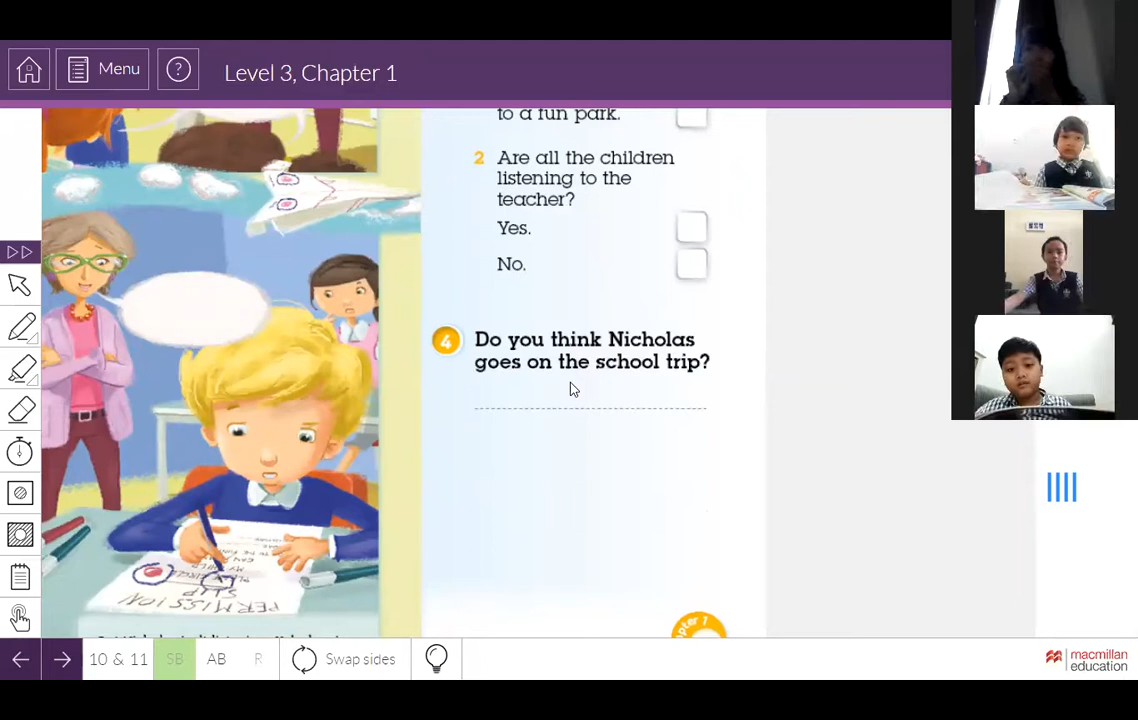 Menu
?
Level 3, Chapter 1
to a fun park.
2 Are all the children
listening to the
teacher?
Yes.
No.
4 Do you think Nicholas
goes on the school trip?
PERMISSION
SLIP
10 & 11
SB
AB
R
Swap sides
macmillan
education